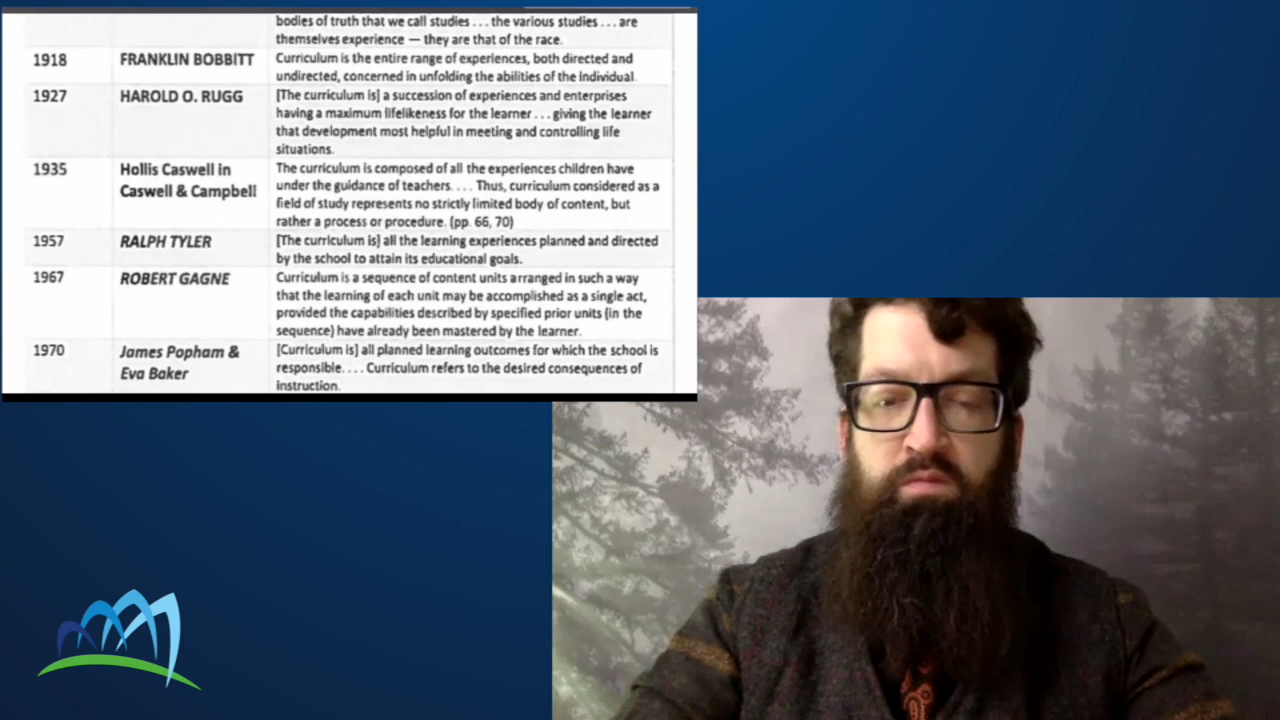 bodies of truth that we call studies . . . the various studies . . . are
themselves experience — they are that of the race.
1918 FRANKLIN BOBBITT Curriculum is the entire range of experiences, both directed and
undirected, concerned in unfolding the abilities of the individual.
1927 HAROLD O. RUGG [The curriculum is] a succession of experiences and enterprises
having a maximum lifelikeness for the learner . . . giving the learner
that development most helpful in meeting and controlling life
situations.
1935 Hollis Caswell in The curriculum is composed of all the experiences children have
Caswell & Campbell under the guidance of teachers. . . . Thus, curriculum considered as a
field of study represents no strictly limited body of content, but
rather a process or procedure. (pp. 66, 70)
1957 RALPH TYLER [The curriculum is] all the learning experiences planned and directed
by the school to attain its educational goals.
1967 ROBERT GAGNE Curriculum is a sequence of content units arranged in such a way
that the learning of each unit may be accomplished as a single act,
provided the capabilities described by specified prior units (in the
sequence) have already been mastered by the learner.
1970 James Popham & [Curriculum is] all planned learning outcomes for which the school is
Eva Baker responsible. . . . Curriculum refers to the desired consequences of
instruction.